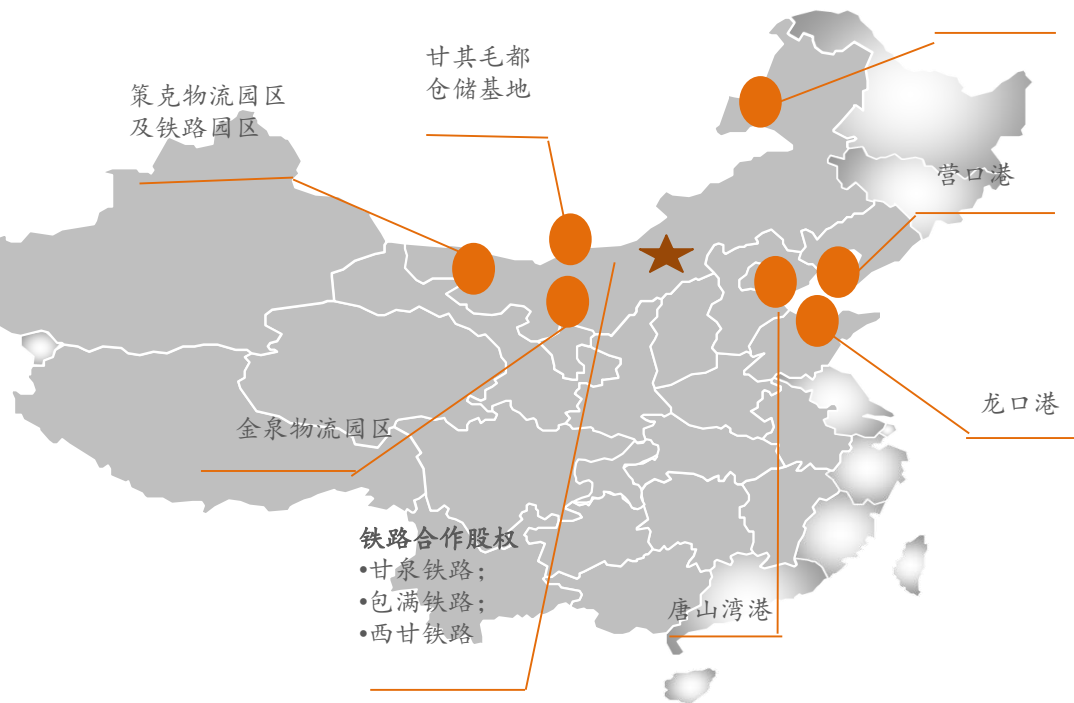 甘其毛都
仓储基地
策克物流园区
及铁路园区
营口港
龙口港
金泉物流园区
铁路合作股权
•甘泉铁路；
•包满铁路；
•西甘铁路
唐山湾港